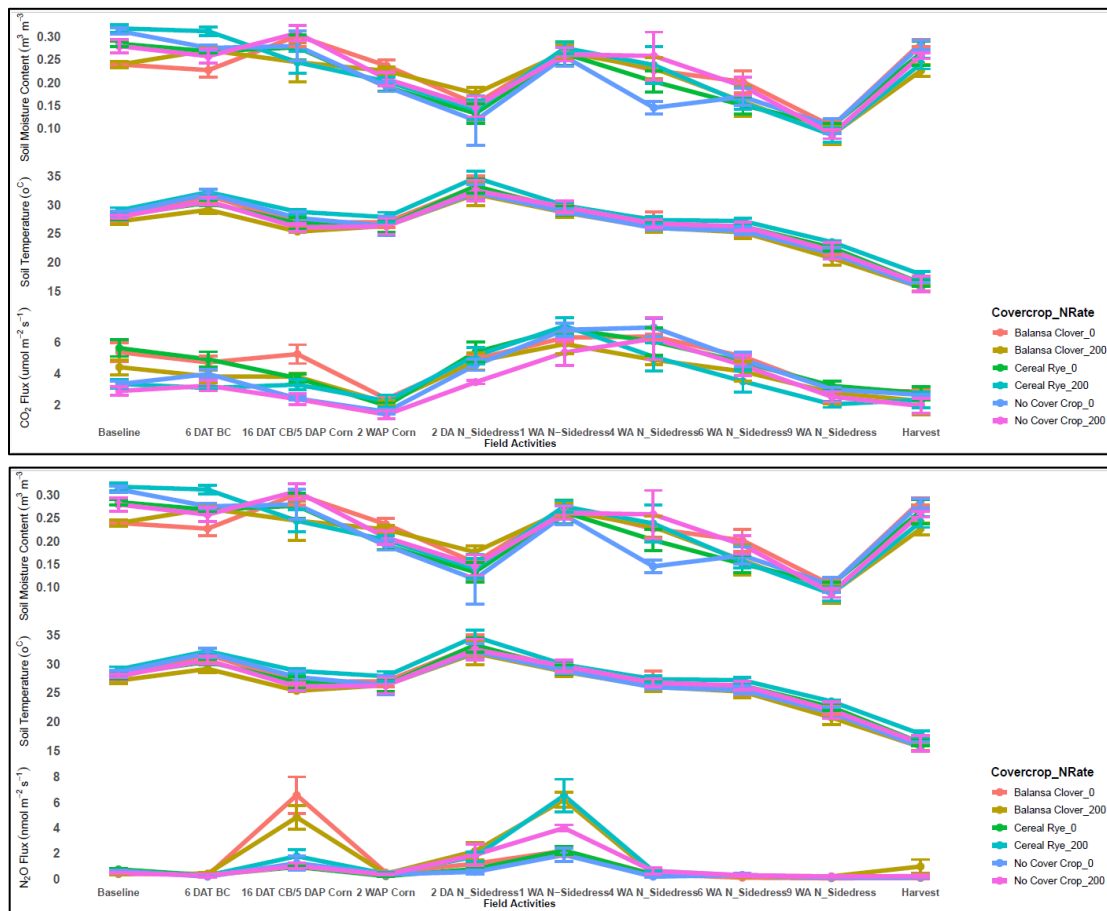 Soil Moisture Content (m³ m⁻³)
0.30
0.25
0.20
0.15
0.10
Soil Temperature (oC)
35
30
25
20
15
CO₂ Flux (umol m⁻² s⁻¹)
6
4
2
Baseline 6 DAT BC 16 DAT CB/5 DAP Corn 2 WAP Corn 2 DA N_Sidedress 1 WA N−Sidedress 4 WA N_Sidedress 6 WA N_Sidedress 9 WA N_Sidedress Harvest
Field Activities
Covercrop_NRate
Balansa Clover_0
Balansa Clover_200
Cereal Rye_0
Cereal Rye_200
No Cover Crop_0
No Cover Crop_200
Soil Moisture Content (m³ m⁻³)
0.30
0.25
0.20
0.15
0.10
Soil Temperature (oC)
35
30
25
20
15
N₂O Flux (nmol m⁻² s⁻¹)
8
6
4
2
0
Baseline 6 DAT BC 16 DAT CB/5 DAP Corn 2 WAP Corn 2 DA N_Sidedress 1 WA N−Sidedress 4 WA N_Sidedress 6 WA N_Sidedress 9 WA N_Sidedress Harvest
Field Activities
Covercrop_NRate
Balansa Clover_0
Balansa Clover_200
Cereal Rye_0
Cereal Rye_200
No Cover Crop_0
No Cover Crop_200